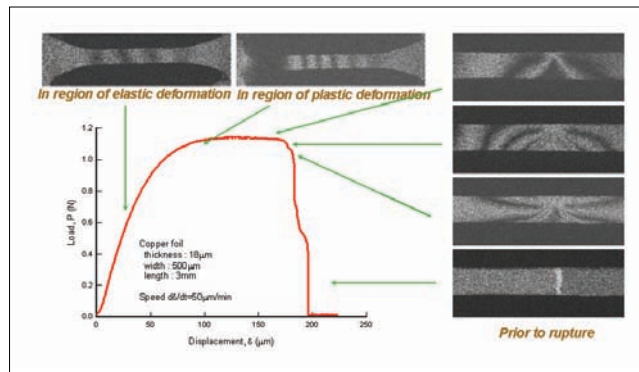 In region of elastic deformation
In region of plastic deformation
1.2
1.0
0.8
0.6
0.4
0.2
0.0
Load, P (N)
Copper foil
thickness : 18μm
width : 500μm
length : 3mm
Speed dδ/dt=50μm/min
0
50
100
150
200
250
Displacement, δ (μm)
Prior to rupture